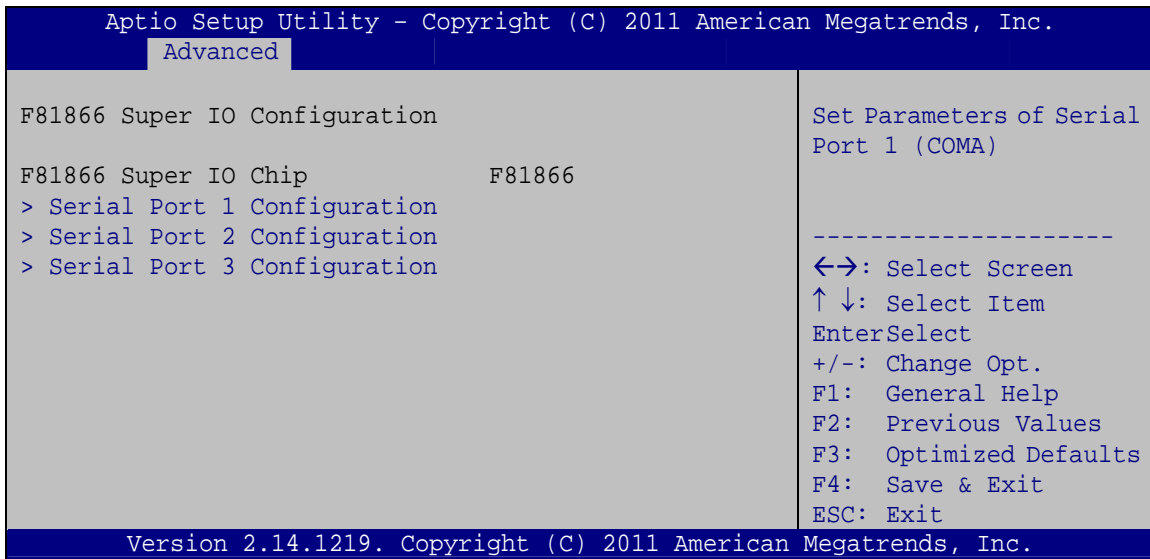 Aptio Setup Utility – Copyright (C) 2011 American Megatrends, Inc.
Advanced
F81866 Super IO Configuration
F81866 Super IO Chip F81866
> Serial Port 1 Configuration
> Serial Port 2 Configuration
> Serial Port 3 Configuration
Set Parameters of Serial
Port 1 (COMA)
---------------------
←→: Select Screen
↑ ↓: Select Item
EnterSelect
+/-: Change Opt.
F1: General Help
F2: Previous Values
F3: Optimized Defaults
F4: Save & Exit
ESC: Exit
Version 2.14.1219. Copyright (C) 2011 American Megatrends, Inc.